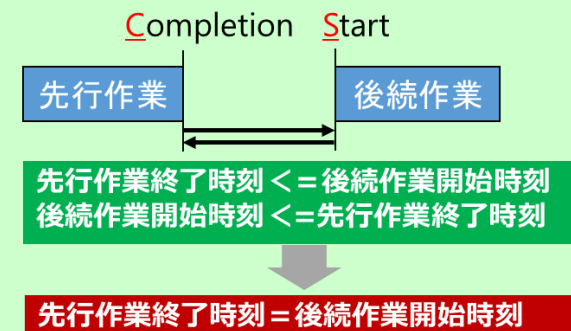 Completion Start
先行作業 後続作業
先行作業終了時刻＜＝後続作業開始時刻
後続作業開始時刻＜＝先行作業終了時刻
先行作業終了時刻＝後続作業開始時刻